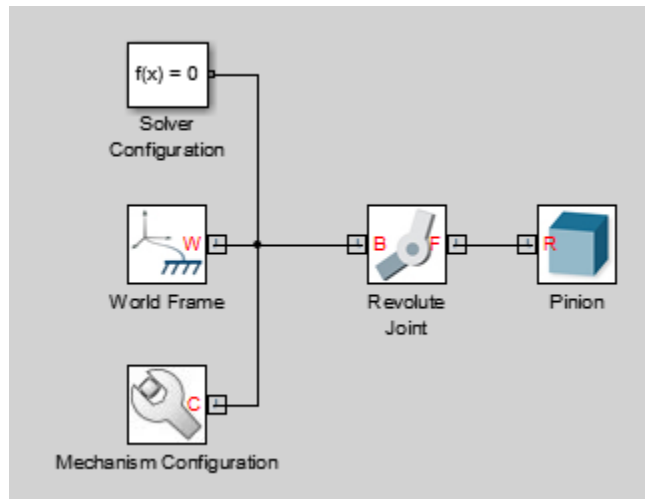 f(x) = 0
Solver
Configuration
W
World Frame
B
F
Revolute
Joint
R
Pinion
C
Mechanism Configuration